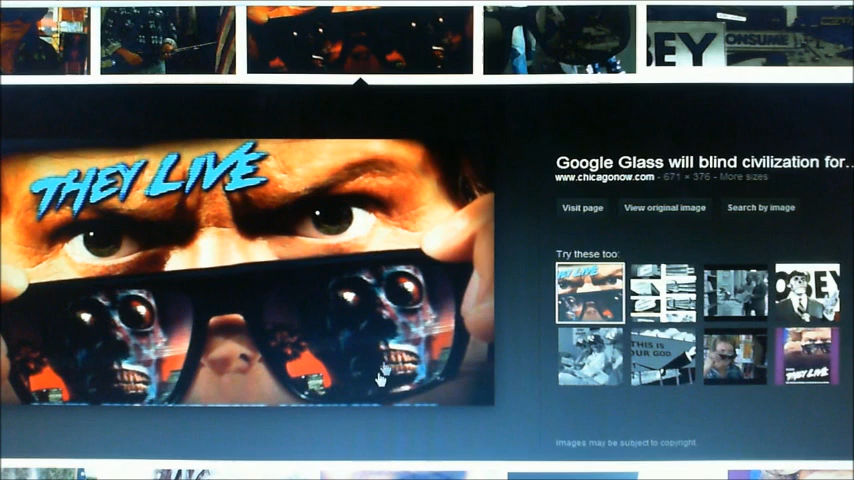 BEY
ONSUME
THEY LIVE
Google Glass will blind civilization for...
www.chicagonow.com - 671 × 376 - More sizes
Visit page
View original image
Search by image
Try these too:
THEY LIVE
OBEY
THIS IS
OUR GOD
THEY LIVE
Images may be subject to copyright.